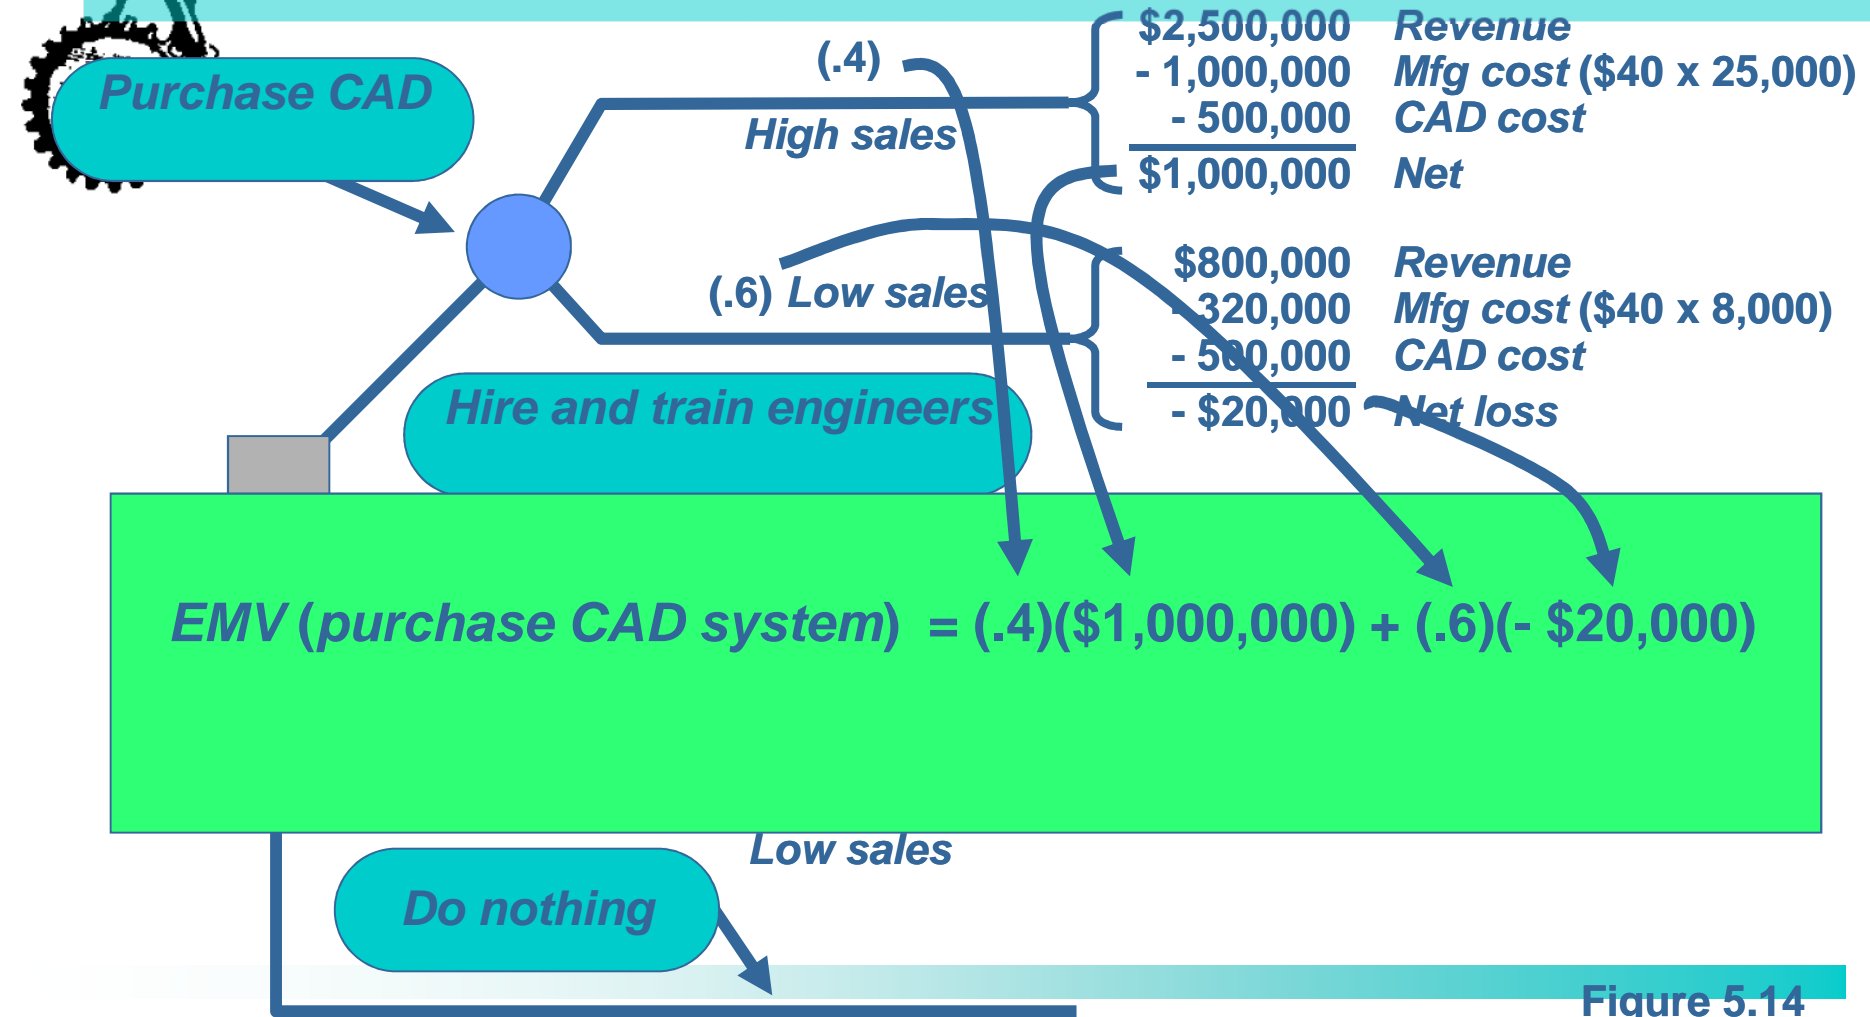 $2,500,000 Revenue
Purchase CAD
(.4)
- 1,000,000 Mfg cost ($40 x 25,000)
High sales
- 500,000 CAD cost
$1,000,000 Net
$800,000 Revenue
(.6) Low sales
- 320,000 Mfg cost ($40 x 8,000)
- 500,000 CAD cost
Hire and train engineers
- $20,000 Net loss
EMV (purchase CAD system) = (.4)($1,000,000) + (.6)(- $20,000)
Low sales
Do nothing
Figure 5.14